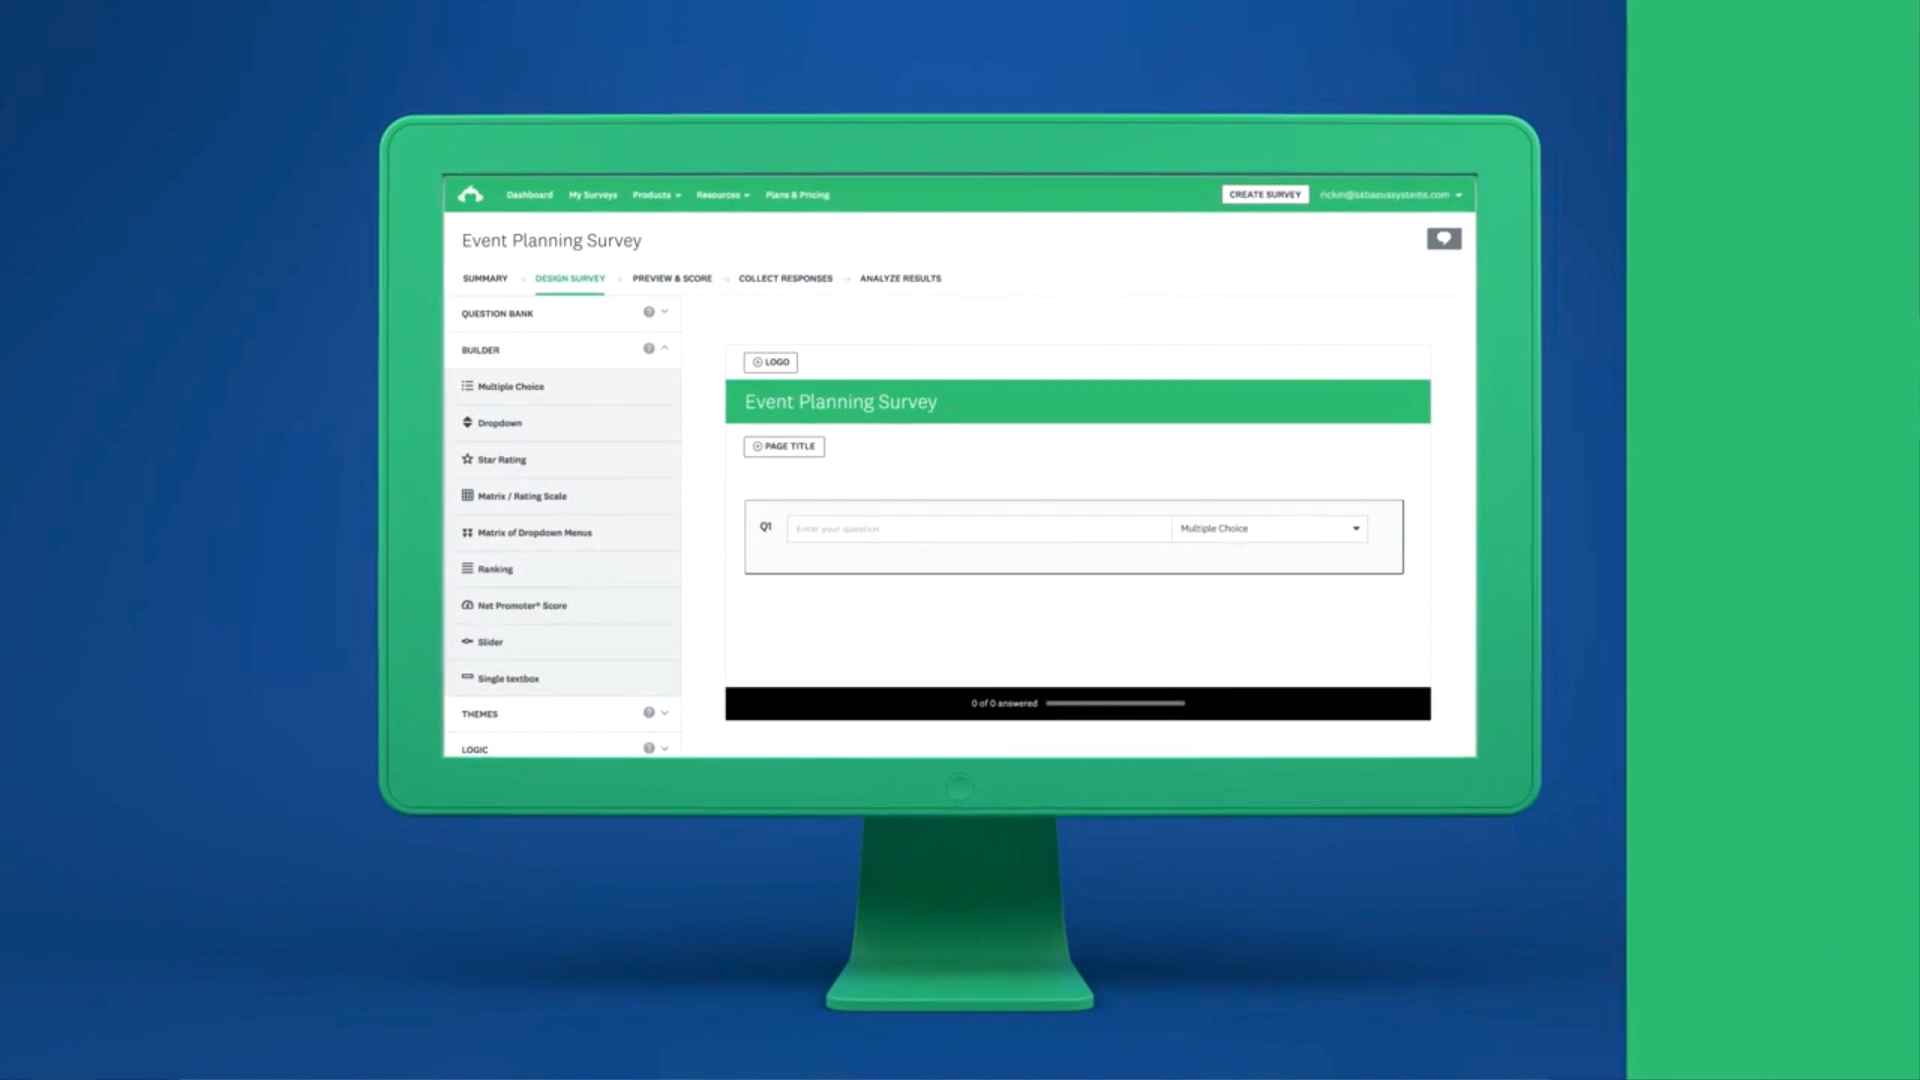 Dashboard My Surveys Products Resources Plans & Pricing CREATE SURVEY
Event Planning Survey
SUMMARY DESIGN SURVEY PREVIEW & SCORE COLLECT RESPONSES ANALYZE RESULTS
QUESTION BANK
BUILDER
Multiple Choice
Dropdown
Star Rating
Matrix / Rating Scale
Matrix of Dropdown Menus
Ranking
Net Promoter® Score
Slider
Single textbox
THEMES
LOGIC
LOGO
Event Planning Survey
PAGE TITLE
Q1 Enter your question Multiple Choice
0 of 0 answered